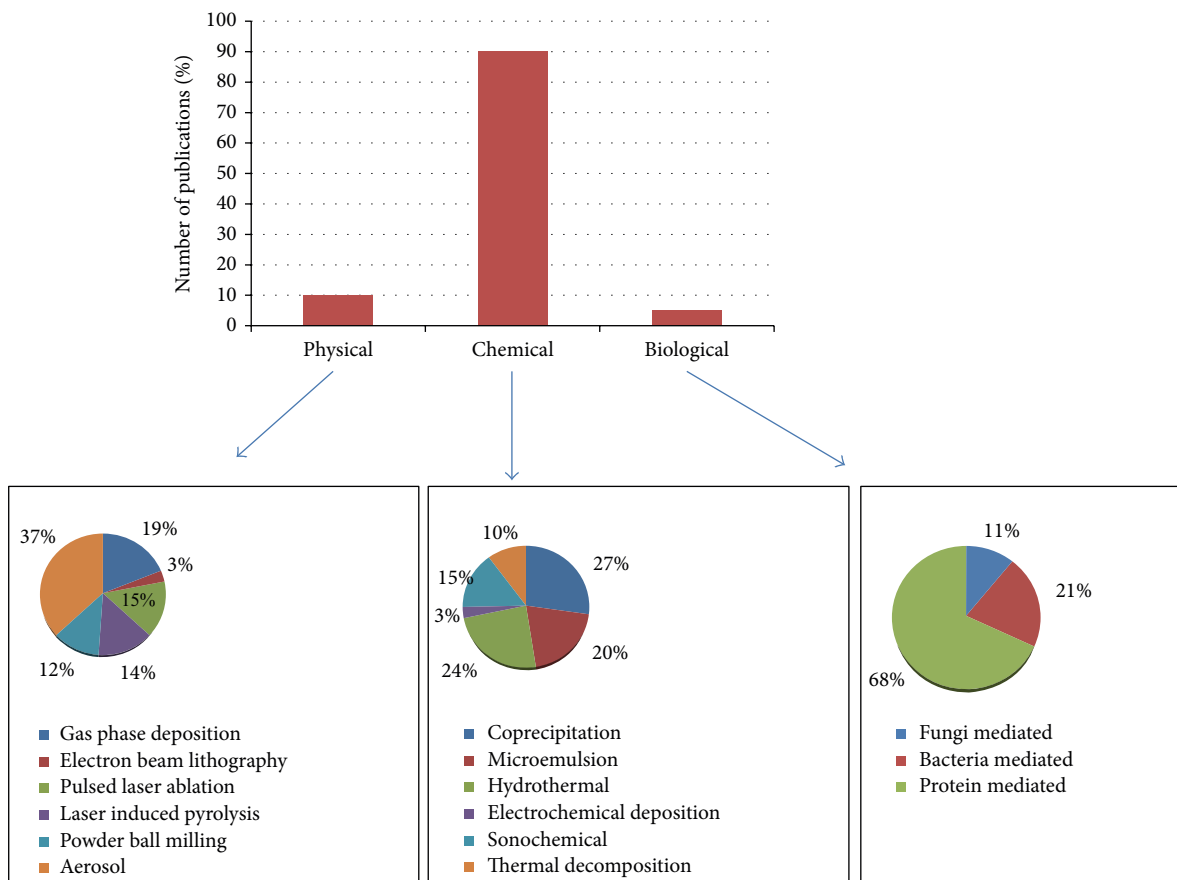 100
90
80
70
60
50
40
30
20
10
0
Number of publications (%)
Physical
Chemical
Biological
37%
19%
3%
15%
14%
12%
Gas phase deposition
Electron beam lithography
Pulsed laser ablation
Laser induced pyrolysis
Powder ball milling
Aerosol
10%
27%
15%
3%
20%
24%
Coprecipitation
Microemulsion
Hydrothermal
Electrochemical deposition
Sonochemical
Thermal decomposition
11%
21%
68%
Fungi mediated
Bacteria mediated
Protein mediated